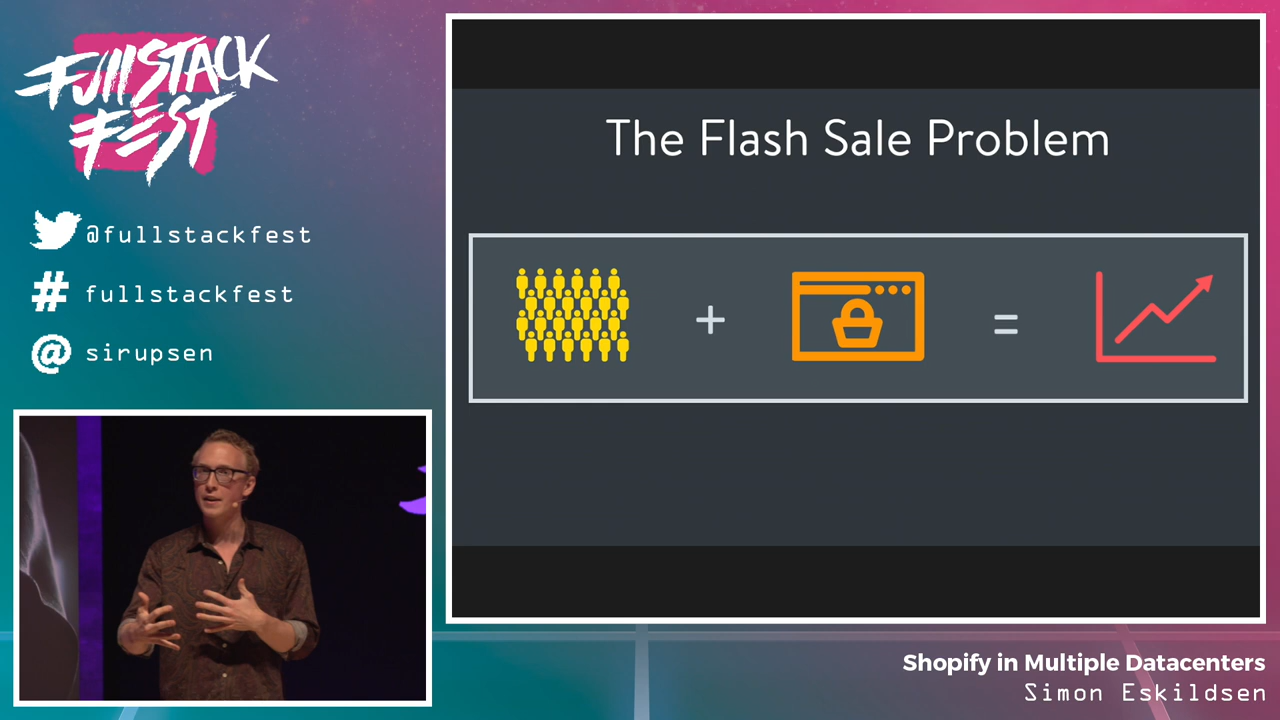 FullSTACK
FEST
@fullstackfest
# fullstackfest
@ sirupsen
The Flash Sale Problem
+ =
Shopify in Multiple Datacenters
Simon Eskildsen